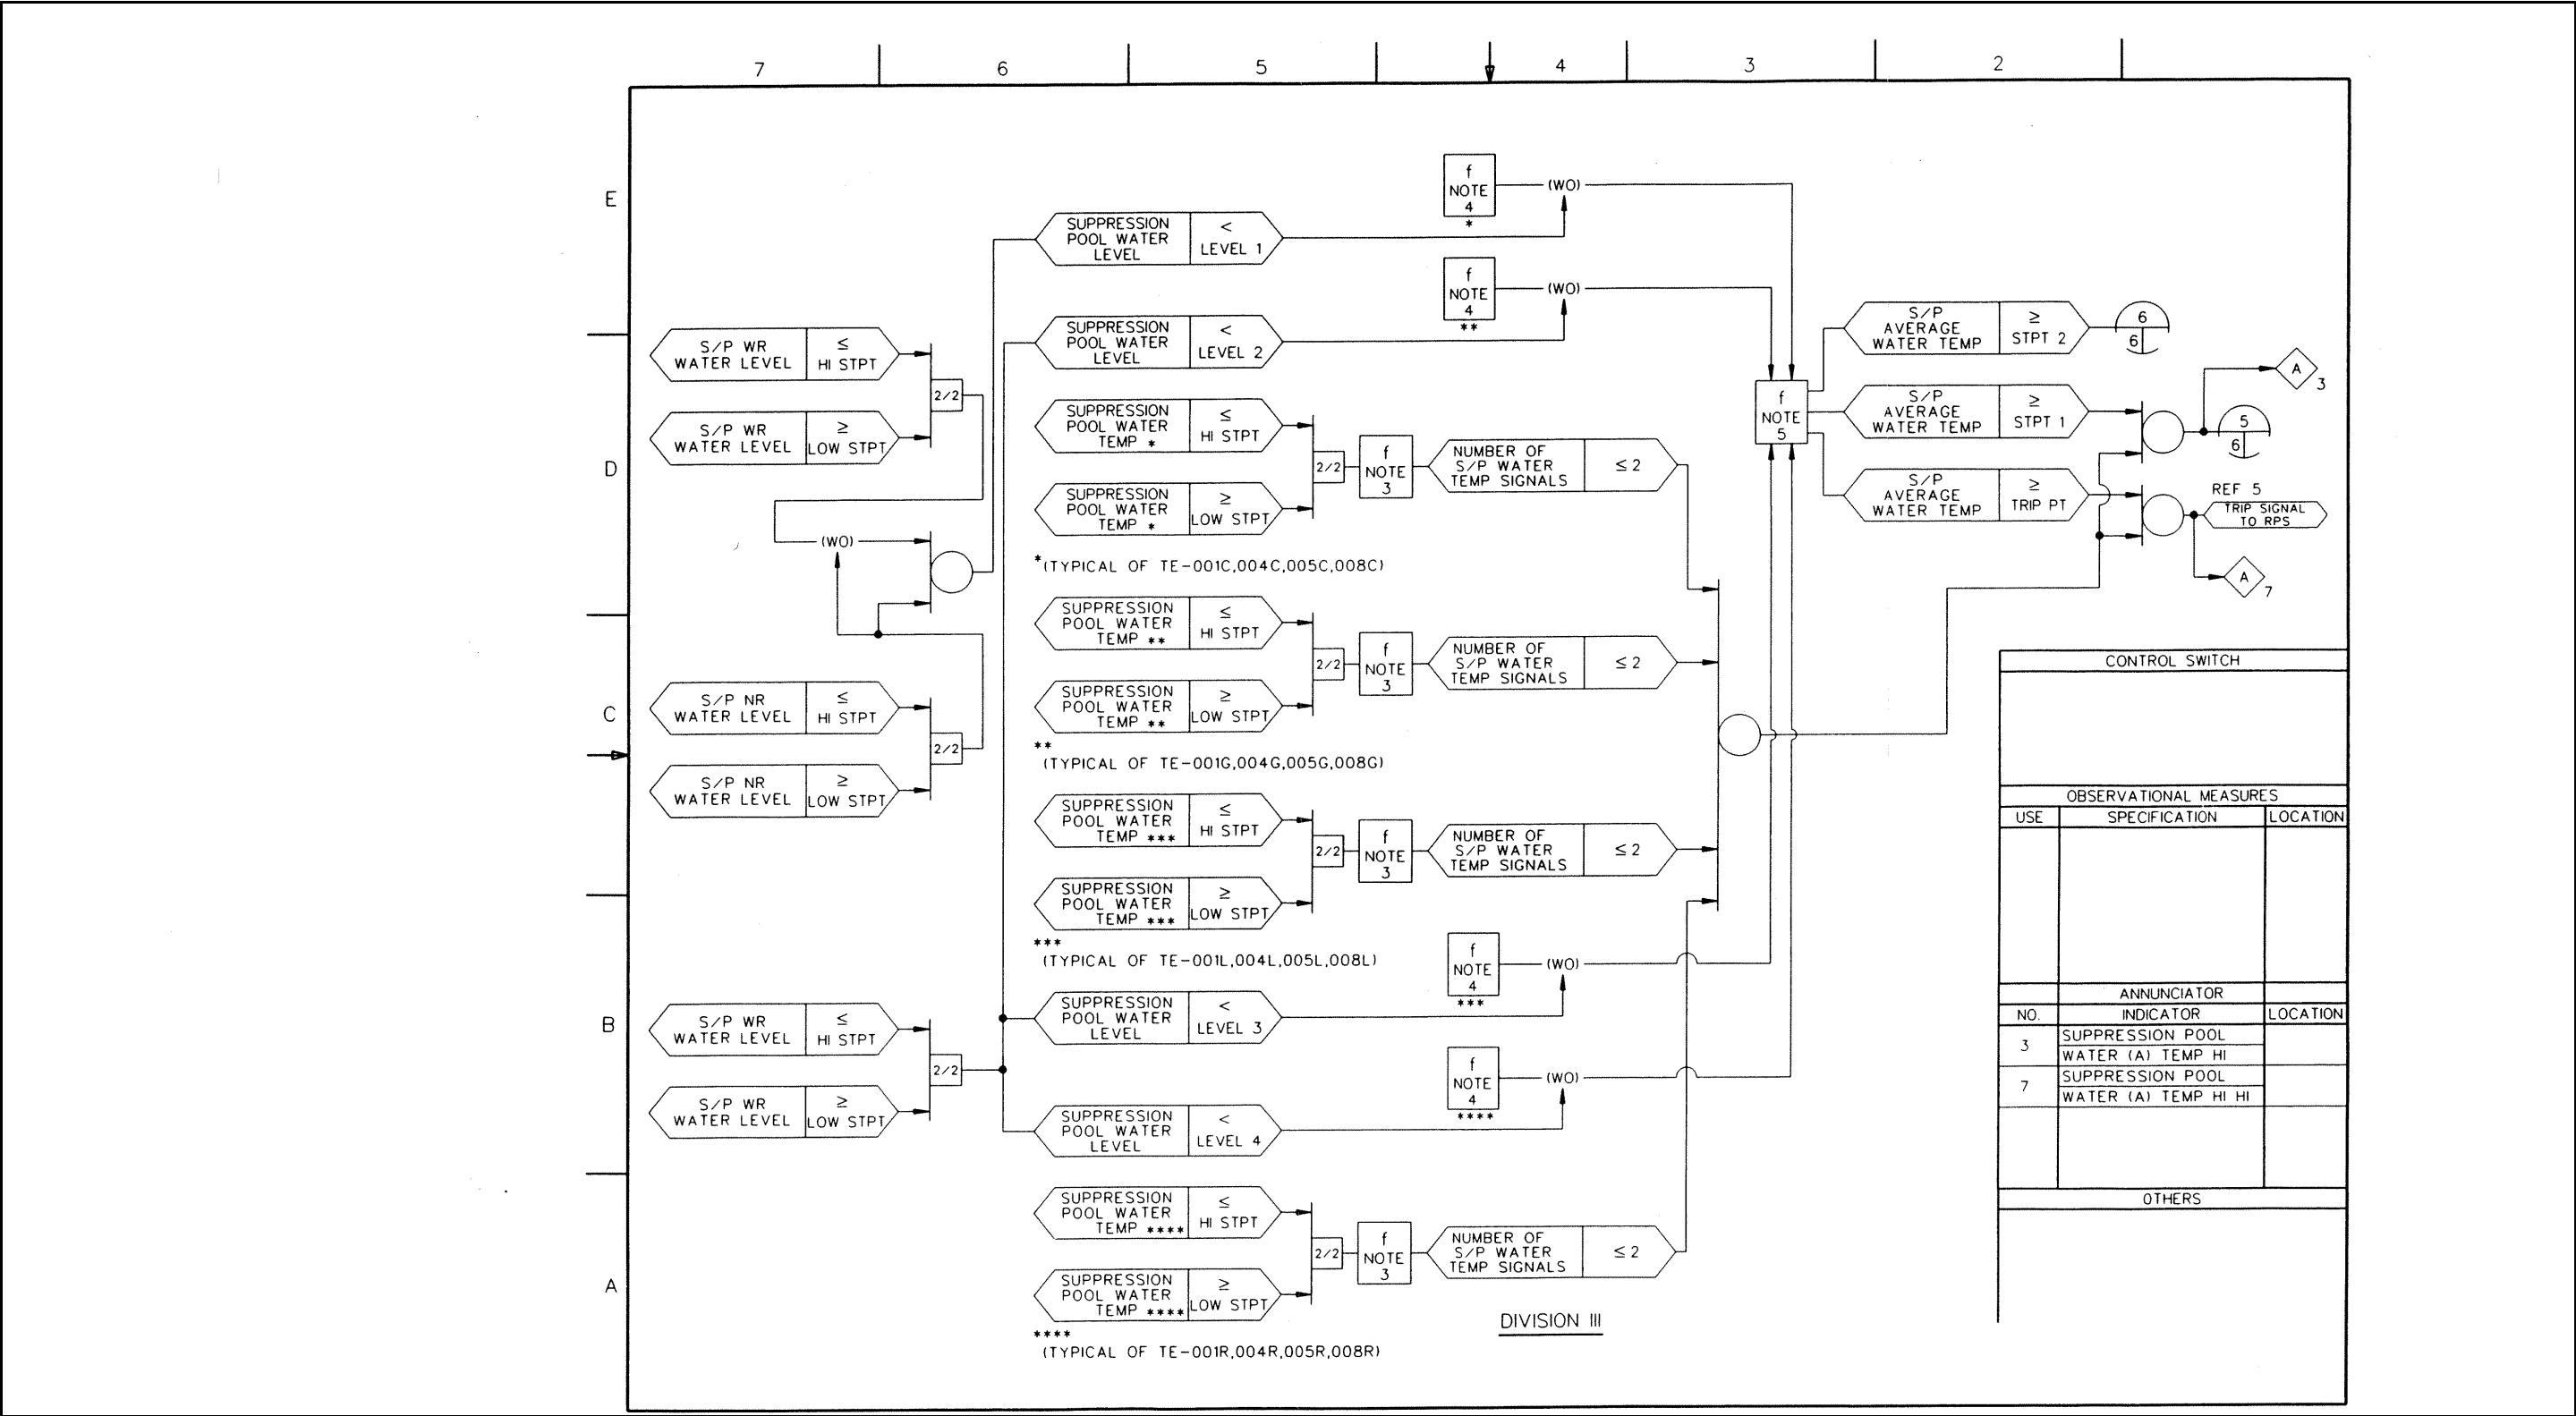 7
6
5
4
3
2
E
D
C
B
A
S/P WR
WATER LEVEL
≤
HI STPT
S/P WR
WATER LEVEL
≥
LOW STPT
2/2
(WO)
S/P NR
WATER LEVEL
≤
HI STPT
S/P NR
WATER LEVEL
≥
LOW STPT
2/2
S/P WR
WATER LEVEL
≤
HI STPT
S/P WR
WATER LEVEL
≥
LOW STPT
2/2
SUPPRESSION
POOL WATER
LEVEL
<
LEVEL 1
f
NOTE
4
*
(WO)
SUPPRESSION
POOL WATER
LEVEL
<
LEVEL 2
f
NOTE
4
**
(WO)
SUPPRESSION
POOL WATER
TEMP *
≤
HI STPT
SUPPRESSION
POOL WATER
TEMP *
≥
LOW STPT
2/2
f
NOTE
3
NUMBER OF
S/P WATER
TEMP SIGNALS
≤ 2
*(TYPICAL OF TE-001C,004C,005C,008C)
SUPPRESSION
POOL WATER
TEMP **
≤
HI STPT
SUPPRESSION
POOL WATER
TEMP **
≥
LOW STPT
2/2
f
NOTE
3
NUMBER OF
S/P WATER
TEMP SIGNALS
≤ 2
**
(TYPICAL OF TE-001G,004G,005G,008G)
SUPPRESSION
POOL WATER
TEMP ***
≤
HI STPT
SUPPRESSION
POOL WATER
TEMP ***
≥
LOW STPT
2/2
f
NOTE
3
NUMBER OF
S/P WATER
TEMP SIGNALS
≤ 2
***
(TYPICAL OF TE-001L,004L,005L,008L)
SUPPRESSION
POOL WATER
LEVEL
<
LEVEL 3
f
NOTE
4
***
(WO)
SUPPRESSION
POOL WATER
LEVEL
<
LEVEL 4
f
NOTE
4
****
(WO)
SUPPRESSION
POOL WATER
TEMP ****
≤
HI STPT
SUPPRESSION
POOL WATER
TEMP ****
≥
LOW STPT
2/2
f
NOTE
3
NUMBER OF
S/P WATER
TEMP SIGNALS
≤ 2
****
(TYPICAL OF TE-001R,004R,005R,008R)
DIVISION III
f
NOTE
5
S/P
AVERAGE
WATER TEMP
≥
STPT 2
6
6
S/P
AVERAGE
WATER TEMP
≥
STPT 1
A
3
5
6
S/P
AVERAGE
WATER TEMP
≥
TRIP PT
REF 5
TRIP SIGNAL
TO RPS
A
7
CONTROL SWITCH
OBSERVATIONAL MEASURES
USE SPECIFICATION LOCATION
ANNUNCIATOR
NO. INDICATOR LOCATION
3
SUPPRESSION POOL
WATER (A) TEMP HI
7
SUPPRESSION POOL
WATER (A) TEMP HI HI
OTHERS